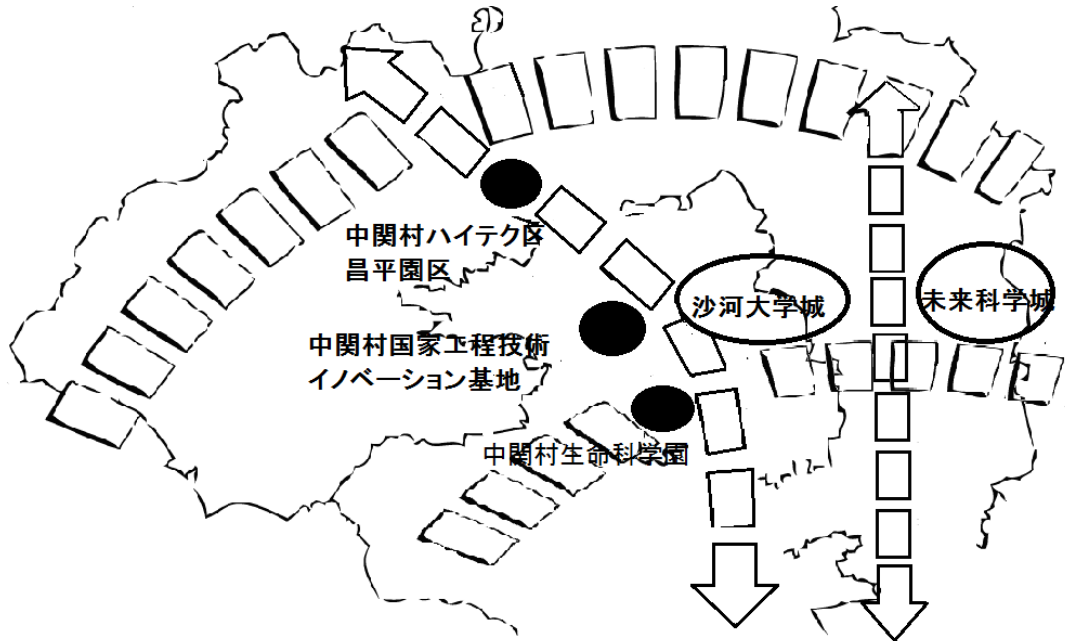 中関村ハイテク区
昌平園区
沙河大学城
未来科学城
中関村国家工程技術
イノベーション基地
中関村生命科学園